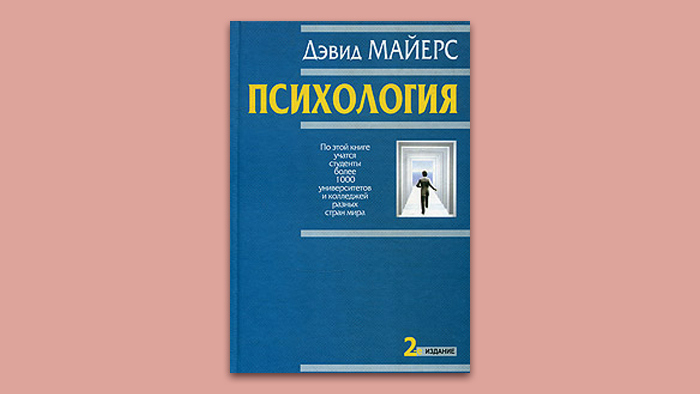 Дэвид МАЙЕРС
ПСИХОЛОГИЯ
По этой книге
учатся
студенты
более
1000
университетов
и колледжей
разных
стран мира
2-е ИЗДАНИЕ